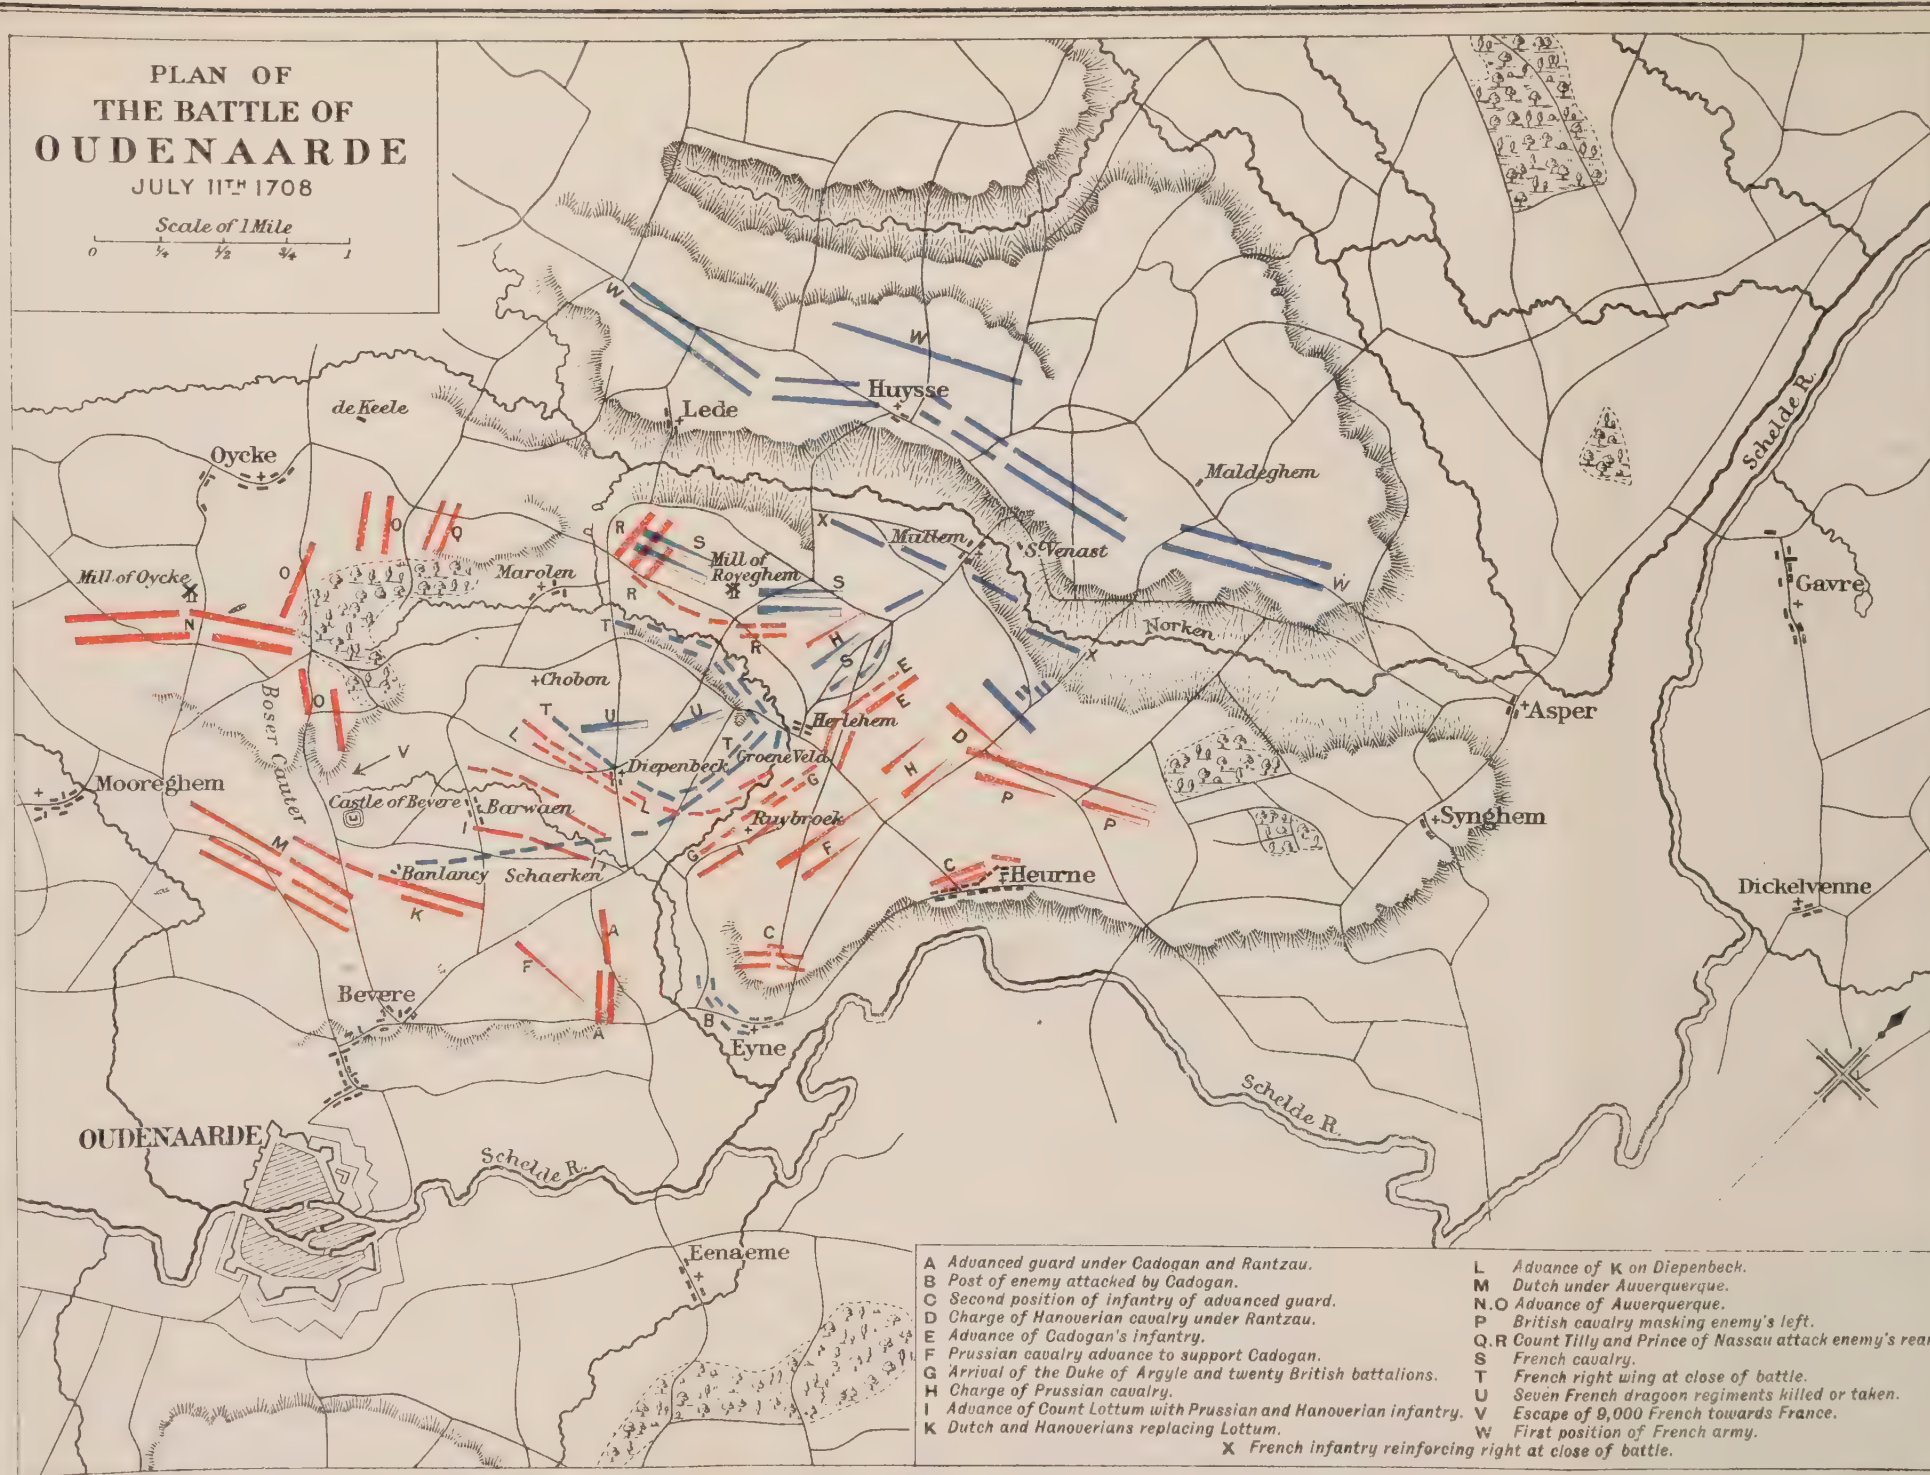 PLAN OF
THE BATTLE OF
OUDENAARDE
JULY 11TH 1708
Scale of 1 Mile
0 1/4 1/2 3/4 1
W
W
Huysse
de Keele
Lede
Oycke
Schelde R.
Maldeghem
O
Q
R
S
X
Mullem
St Venast
Mill of Oycke
O
Marolen
Mill of
Royeghem
S
W
Gavre
N
R
T
R
H
S
Norken
X
Chobon
E
E
O
Boser Cauter
T
U
U
Herlehem
Asper
L
V
T
Groene Veld
D
Diepenbeck
G
H
Mooreghem
Castle of Bevere
Barwaen
L
P
P
Ruybroek
Synghem
I
M
F
G
I
Banlancy
Schaerken
C
Heurne
Dickelvenne
K
A
C
F
Bevere
B
A
Eyne
Schelde R.
OUDENAARDE
Schelde R.
Eenaeme
A Advanced guard under Cadogan and Rantzau.
B Post of enemy attacked by Cadogan.
C Second position of infantry of advanced guard.
D Charge of Hanoverian cavalry under Rantzau.
E Advance of Cadogan's infantry.
F Prussian cavalry advance to support Cadogan.
G Arrival of the Duke of Argyle and twenty British battalions.
H Charge of Prussian cavalry.
I Advance of Count Lottum with Prussian and Hanoverian infantry.
K Dutch and Hanoverians replacing Lottum.
L Advance of K on Diepenbeck.
M Dutch under Auverquerque.
N.O Advance of Auverquerque.
P British cavalry masking enemy's left.
Q.R Count Tilly and Prince of Nassau attack enemy's rear
S French cavalry.
T French right wing at close of battle.
U Seven French dragoon regiments killed or taken.
V Escape of 9,000 French towards France.
W First position of French army.
X French infantry reinforcing right at close of battle.